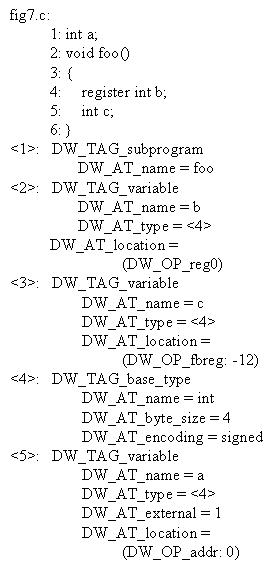 fig7.c:
1: int a;
2: void foo()
3: {
4: register int b;
5: int c;
6: }
<1>: DW_TAG_subprogram
DW_AT_name = foo
<2>: DW_TAG_variable
DW_AT_name = b
DW_AT_type = <4>
DW_AT_location =
(DW_OP_reg0)
<3>: DW_TAG_variable
DW_AT_name = c
DW_AT_type = <4>
DW_AT_location =
(DW_OP_fbreg: -12)
<4>: DW_TAG_base_type
DW_AT_name = int
DW_AT_byte_size = 4
DW_AT_encoding = signed
<5>: DW_TAG_variable
DW_AT_name = a
DW_AT_type = <4>
DW_AT_external = 1
DW_AT_location =
(DW_OP_addr: 0)